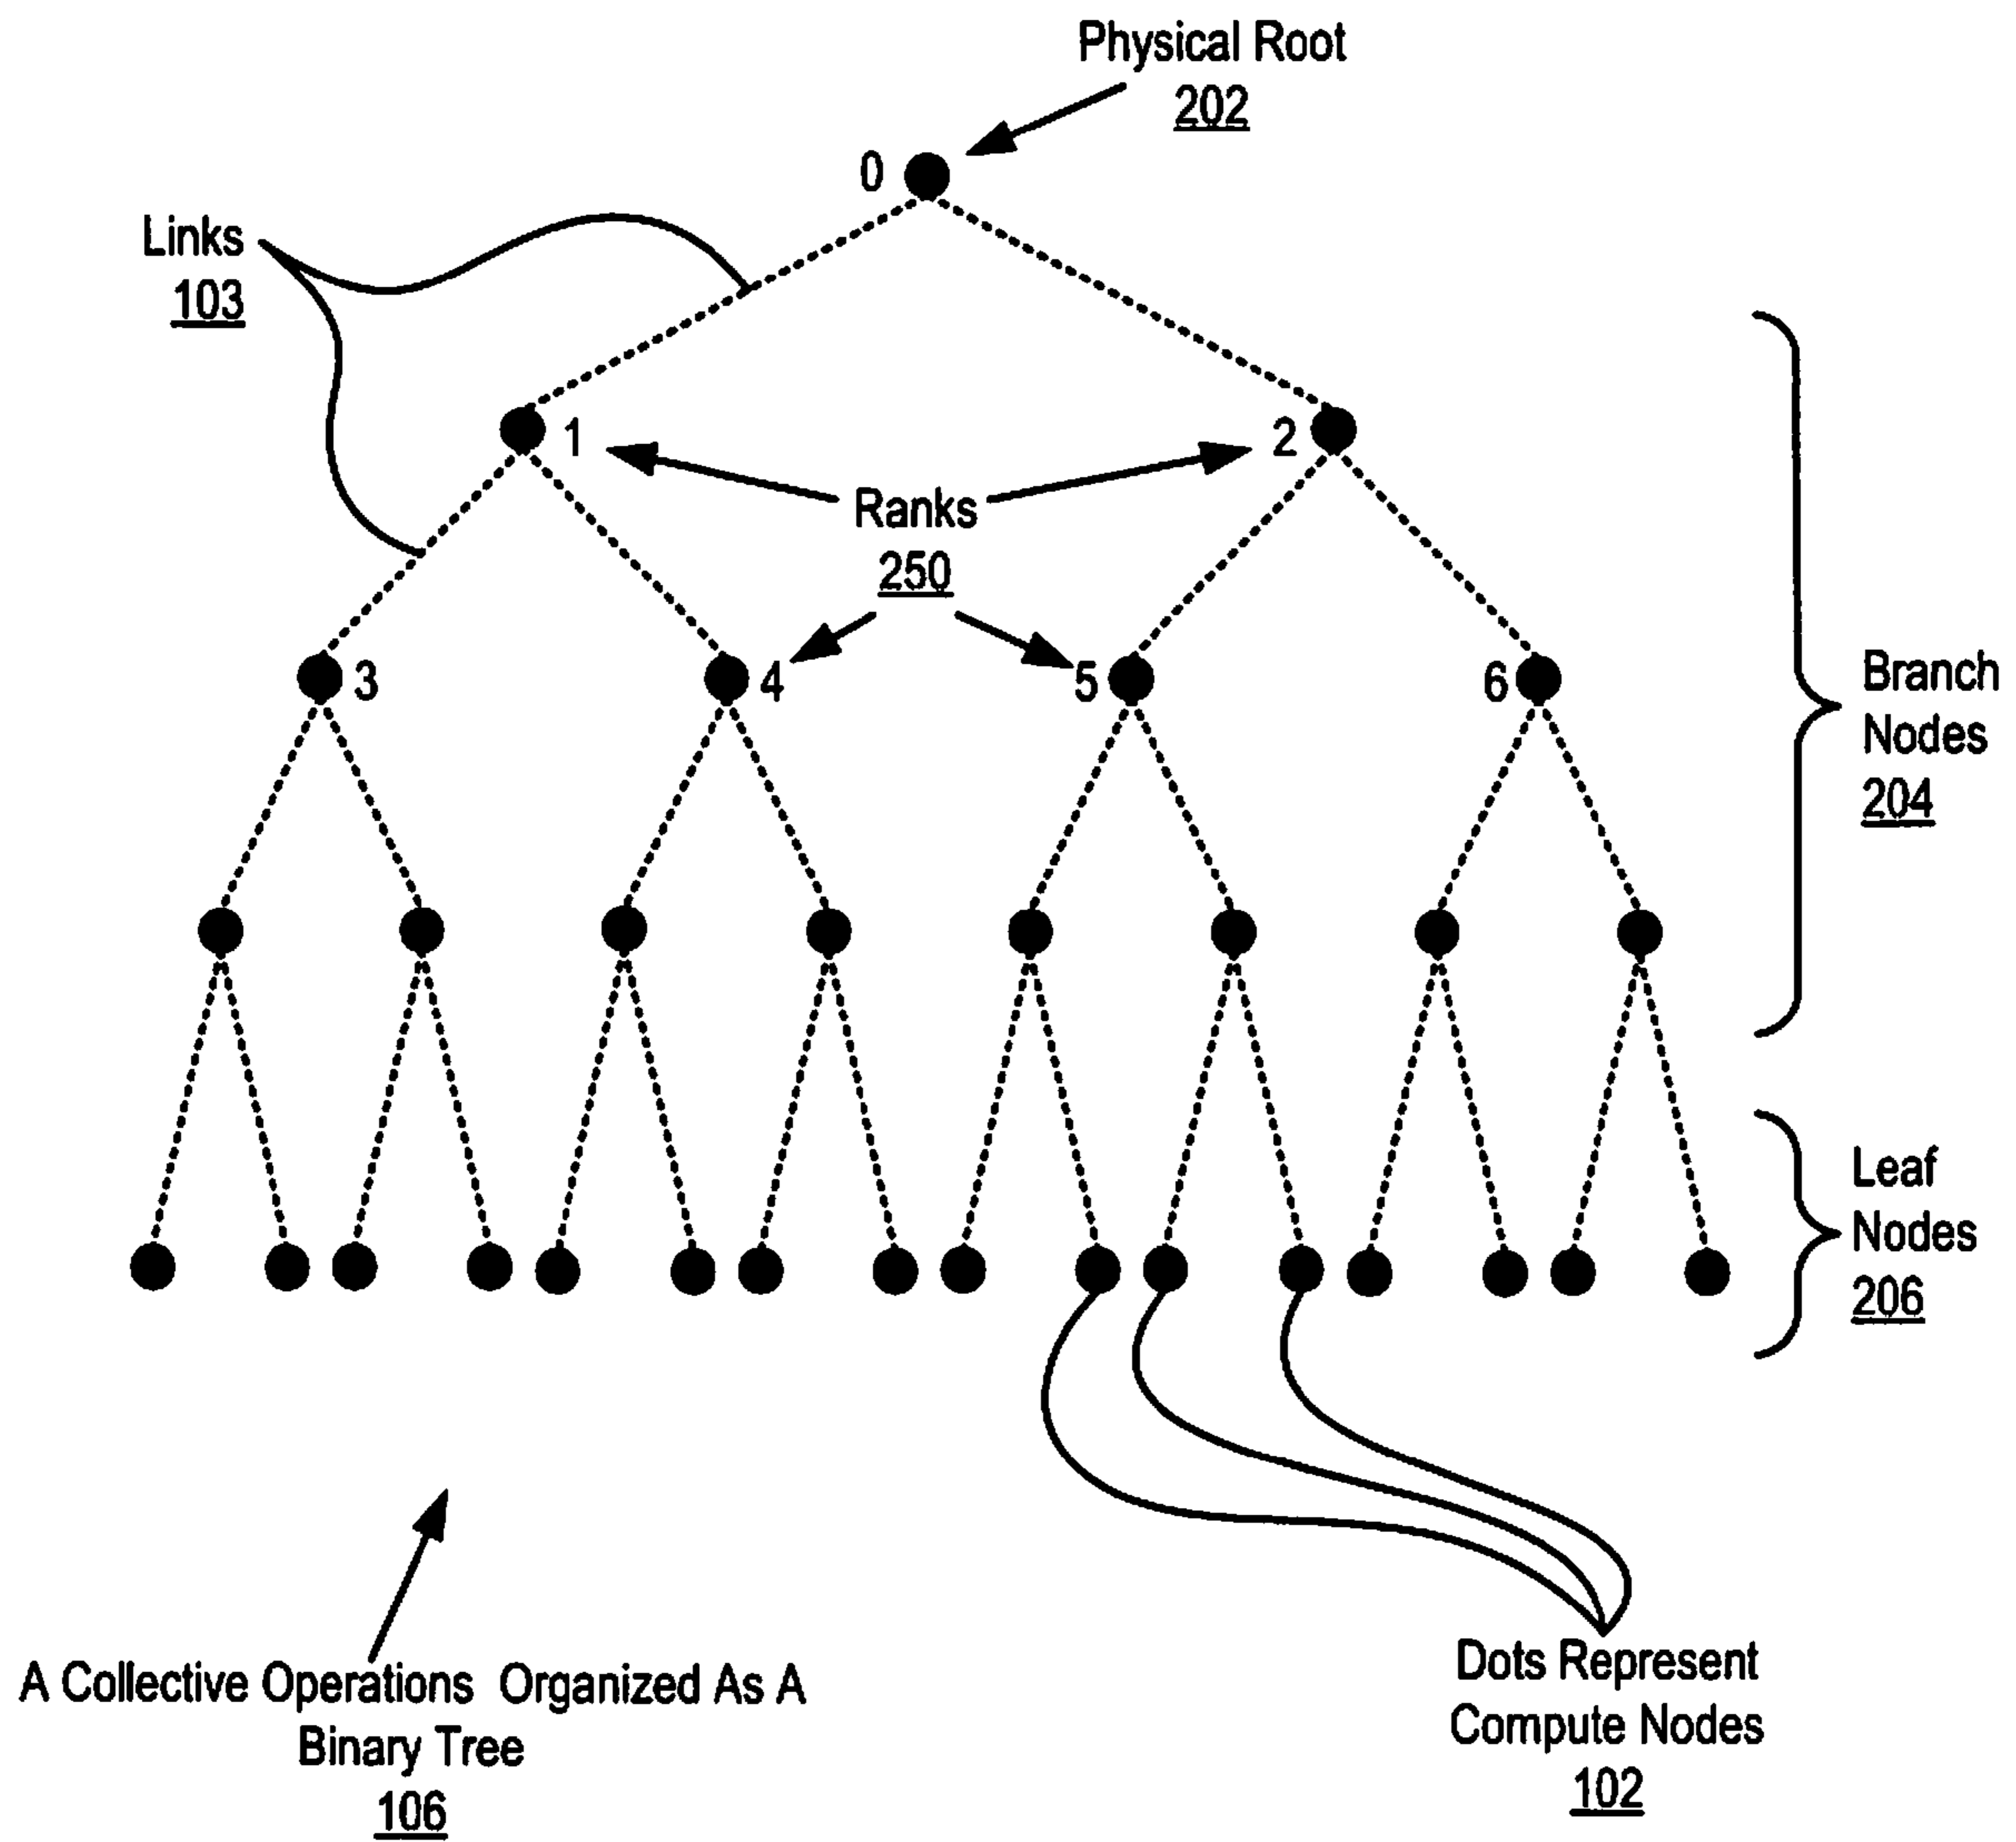 Physical Root
202
0
Links
103
1
2
Ranks
250
3
4
5
6
Branch
Nodes
204
Leaf
Nodes
206
A Collective Operations Organized As A
Binary Tree
106
Dots Represent
Compute Nodes
102